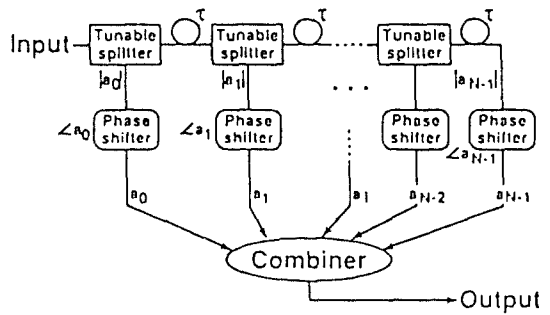 τ τ τ
Input Tunable splitter Tunable splitter Tunable splitter
|a0| |a1| |aN-1|
∠a0 Phase shifter ∠a1 Phase shifter Phase shifter ∠aN-1 Phase shifter
a0 a1 ai aN-2 aN-1
Combiner
Output